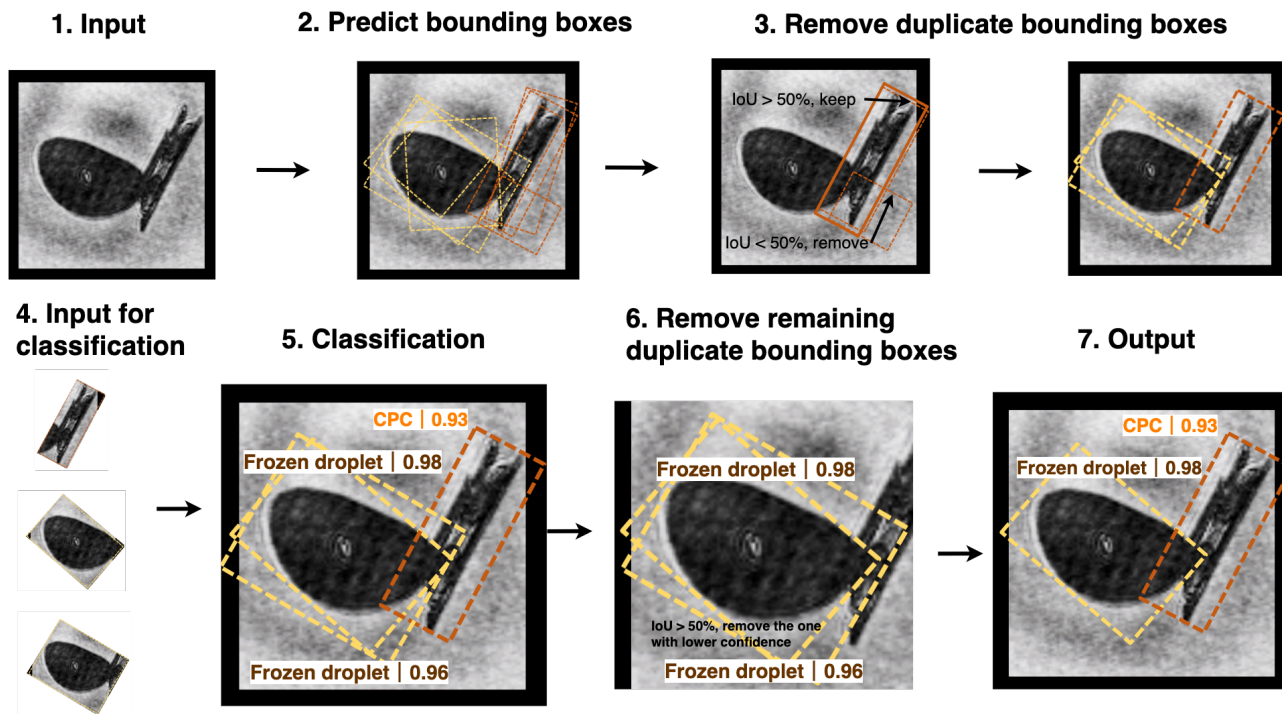 1. Input
2. Predict bounding boxes
3. Remove duplicate bounding boxes
IoU > 50%, keep
IoU < 50%, remove
4. Input for
classification
5. Classification
CPC | 0.93
Frozen droplet | 0.98
Frozen droplet | 0.96
6. Remove remaining
duplicate bounding boxes
Frozen droplet | 0.98
IoU > 50%, remove the one
with lower confidence
Frozen droplet | 0.96
7. Output
CPC | 0.93
Frozen droplet | 0.98